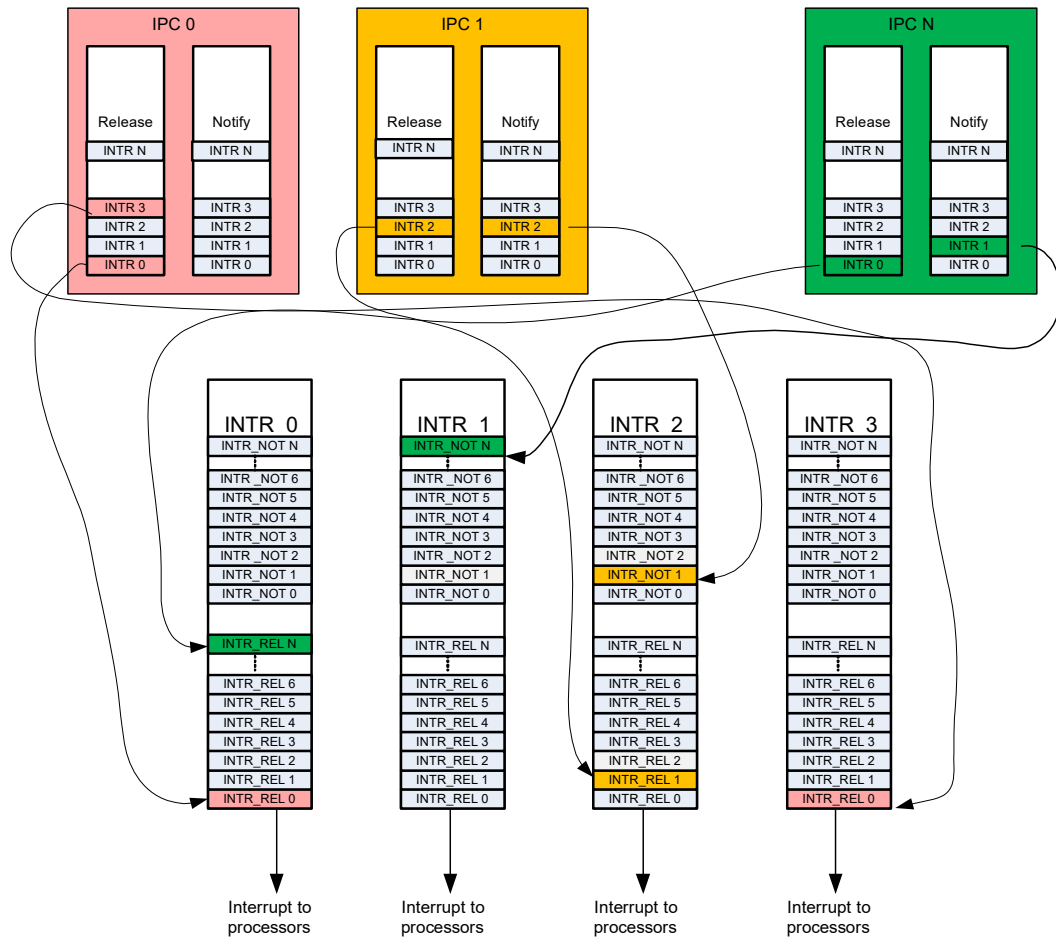 IPC 0
Release
INTR N
INTR 3
INTR 2
INTR 1
INTR 0
Notify
INTR N
INTR 3
INTR 2
INTR 1
INTR 0
IPC 1
Release
INTR N
INTR 3
INTR 2
INTR 1
INTR 0
Notify
INTR N
INTR 3
INTR 2
INTR 1
INTR 0
IPC N
Release
INTR N
INTR 3
INTR 2
INTR 1
INTR 0
Notify
INTR N
INTR 3
INTR 2
INTR 1
INTR 0
INTR_0
INTR_NOT N
INTR_NOT 6
INTR_NOT 5
INTR_NOT 4
INTR_NOT 3
INTR_NOT 2
INTR_NOT 1
INTR_NOT 0
INTR_REL N
INTR_REL 6
INTR_REL 5
INTR_REL 4
INTR_REL 3
INTR_REL 2
INTR_REL 1
INTR_REL 0
Interrupt to
processors
INTR_1
INTR_NOT N
INTR_NOT 6
INTR_NOT 5
INTR_NOT 4
INTR_NOT 3
INTR_NOT 2
INTR_NOT 1
INTR_NOT 0
INTR_REL N
INTR_REL 6
INTR_REL 5
INTR_REL 4
INTR_REL 3
INTR_REL 2
INTR_REL 1
INTR_REL 0
Interrupt to
processors
INTR_2
INTR_NOT N
INTR_NOT 6
INTR_NOT 5
INTR_NOT 4
INTR_NOT 3
INTR_NOT 2
INTR_NOT 1
INTR_NOT 0
INTR_REL N
INTR_REL 6
INTR_REL 5
INTR_REL 4
INTR_REL 3
INTR_REL 2
INTR_REL 1
INTR_REL 0
Interrupt to
processors
INTR_3
INTR_NOT N
INTR_NOT 6
INTR_NOT 5
INTR_NOT 4
INTR_NOT 3
INTR_NOT 2
INTR_NOT 1
INTR_NOT 0
INTR_REL N
INTR_REL 6
INTR_REL 5
INTR_REL 4
INTR_REL 3
INTR_REL 2
INTR_REL 1
INTR_REL 0
Interrupt to
processors